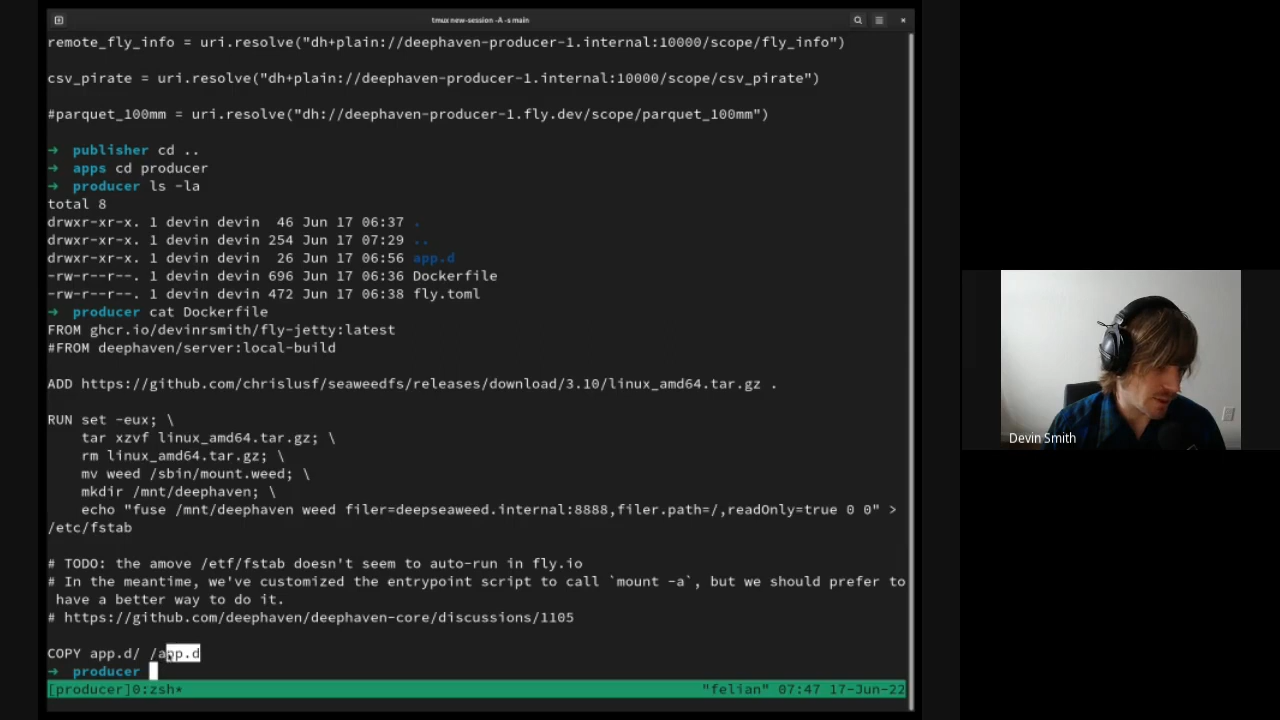 tmux new-session -A -s main
remote_fly_info = uri.resolve("dh+plain://deephaven-producer-1.internal:10000/scope/fly_info")
csv_pirate = uri.resolve("dh+plain://deephaven-producer-1.internal:10000/scope/csv_pirate")
#parquet_100mm = uri.resolve("dh://deephaven-producer-1.fly.dev/scope/parquet_100mm")
→ publisher cd ..
→ apps cd producer
→ producer ls -la
total 8
drwxr-xr-x. 1 devin devin  46 Jun 17 06:37 .
drwxr-xr-x. 1 devin devin 254 Jun 17 07:29 ..
drwxr-xr-x. 1 devin devin  26 Jun 17 06:56 app.d
-rw-r--r--. 1 devin devin 696 Jun 17 06:36 Dockerfile
-rw-r--r--. 1 devin devin 472 Jun 17 06:38 fly.toml
→ producer cat Dockerfile
FROM ghcr.io/devinrsmith/fly-jetty:latest
#FROM deephaven/server:local-build
ADD https://github.com/chrislusf/seaweedfs/releases/download/3.10/linux_amd64.tar.gz .
RUN set -eux; \
tar xzvf linux_amd64.tar.gz; \
rm linux_amd64.tar.gz; \
mv weed /sbin/mount.weed; \
mkdir /mnt/deephaven; \
echo "fuse /mnt/deephaven weed filer=deepseaweed.internal:8888,filer.path=/,readOnly=true 0 0" >
/etc/fstab
# TODO: the amove /etf/fstab doesn't seem to auto-run in fly.io
# In the meantime, we've customized the entrypoint script to call `mount -a`, but we should prefer to
have a better way to do it.
# https://github.com/deephaven/deephaven-core/discussions/1105
COPY app.d/ /app.d
→ producer
[producer]0:zsh* "felian" 07:47 17-Jun-22
Devin Smith